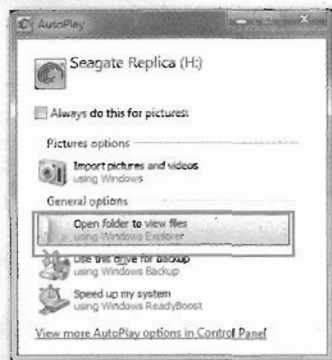 AutoPlay
Seagate Replica (H:)
Always do this for pictures:
Pictures options
Import pictures and videos
using Windows
General options
Open folder to view files
using Windows Explorer
Use this drive for backup
using Windows Backup
Speed up my system
using Windows ReadyBoost
View more AutoPlay options in Control Panel